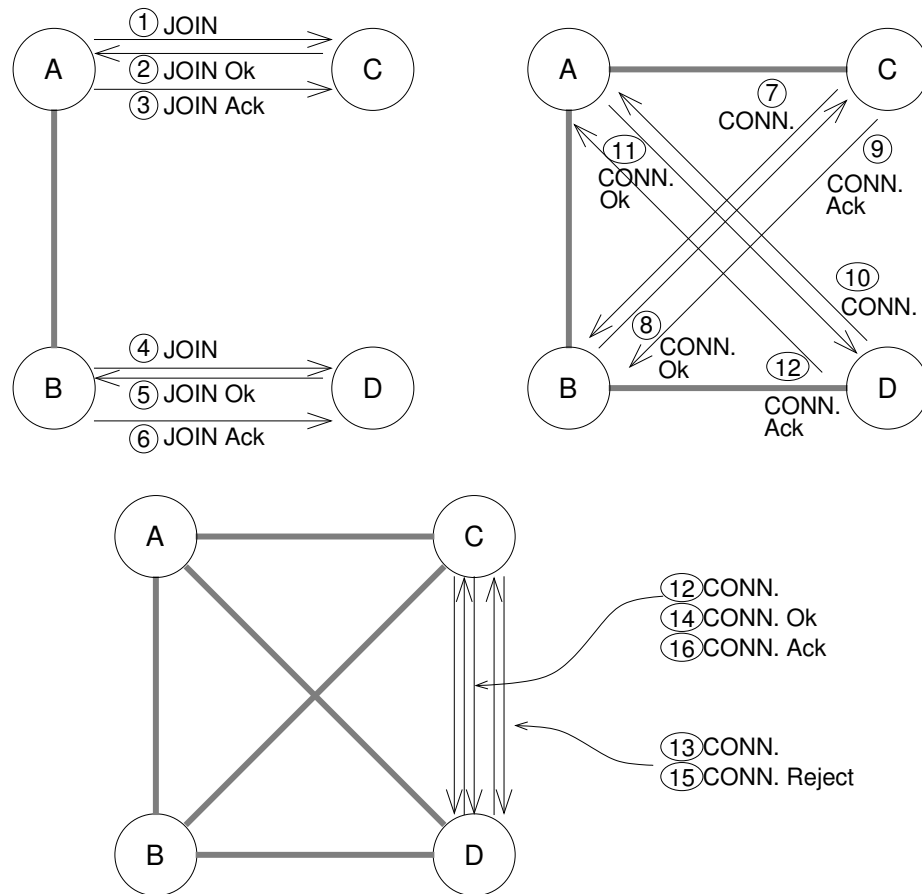 A
① JOIN
② JOIN Ok
③ JOIN Ack
C
B
④ JOIN
⑤ JOIN Ok
⑥ JOIN Ack
D
A
C
⑦
CONN.
⑪
CONN.
Ok
⑨
CONN.
Ack
⑩
CONN.
B
⑧
CONN.
Ok
⑫
CONN.
Ack
D
A
C
⑫CONN.
⑭CONN. Ok
⑯CONN. Ack
⑬CONN.
⑮CONN. Reject
B
D